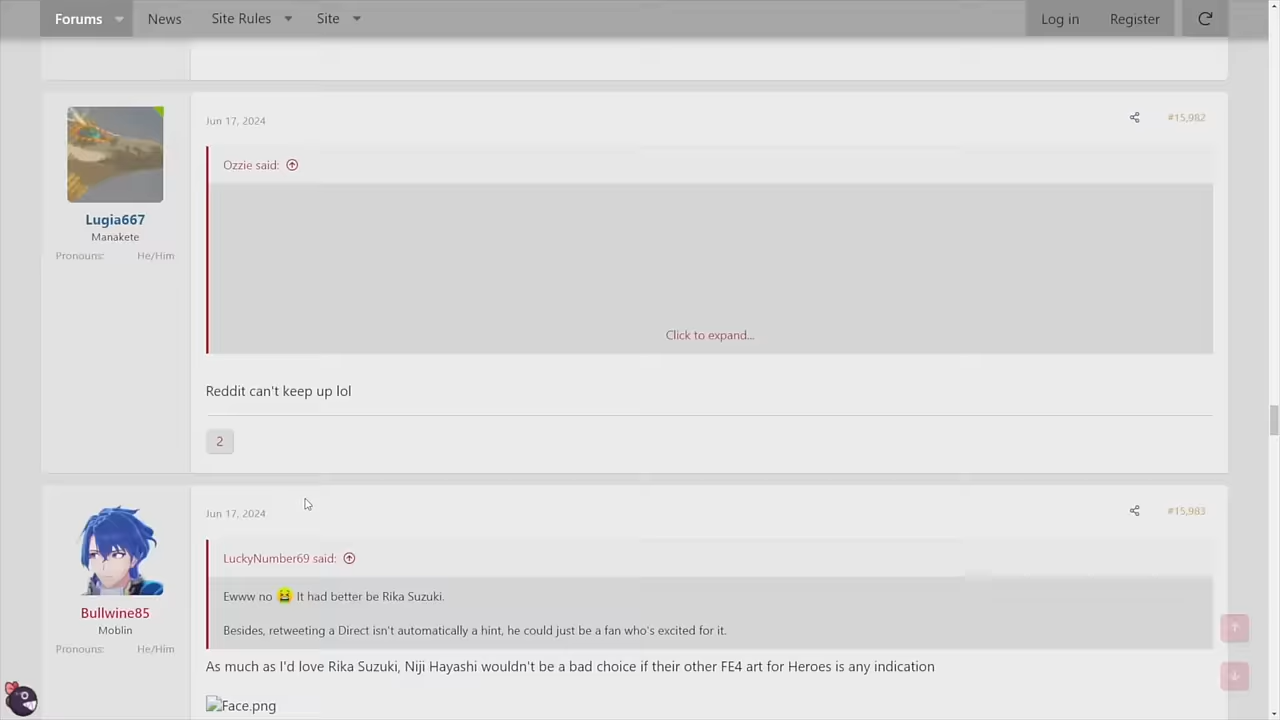 Forums
News
Site Rules
Site
Log in
Register
Jun 17, 2024
#15,982
Lugia667
Manakete
Pronouns: He/Him
Ozzie said:
Click to expand...
Reddit can't keep up lol
2
Jun 17, 2024
#15,983
Bullwine85
Moblin
Pronouns: He/Him
LuckyNumber69 said:
Ewww no 😆 It had better be Rika Suzuki.
Besides, retweeting a Direct isn't automatically a hint, he could just be a fan who's excited for it.
As much as I'd love Rika Suzuki, Niji Hayashi wouldn't be a bad choice if their other FE4 art for Heroes is any indication
Face.png